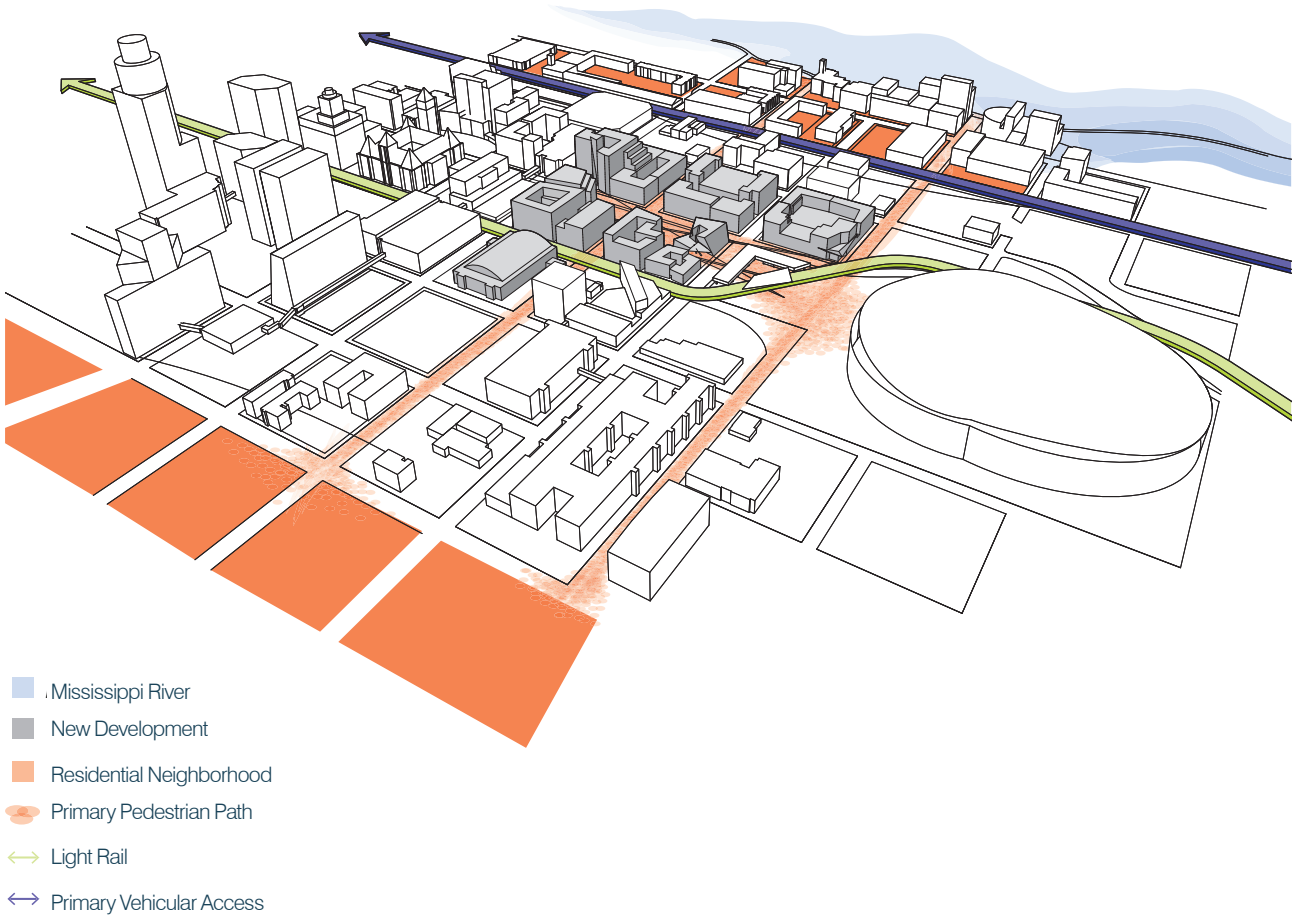 Mississippi River
New Development
Residential Neighborhood
Primary Pedestrian Path
Light Rail
Primary Vehicular Access